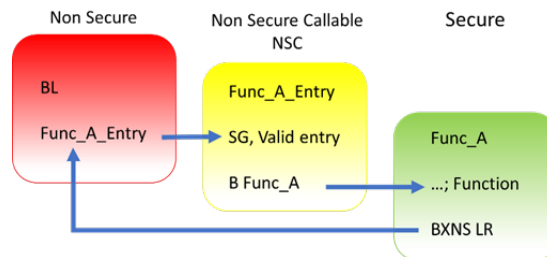 Non Secure
BL
Func_A_Entry
Non Secure Callable
NSC
Func_A_Entry
SG, Valid entry
B Func_A
Secure
Func_A
...; Function
BXNS LR